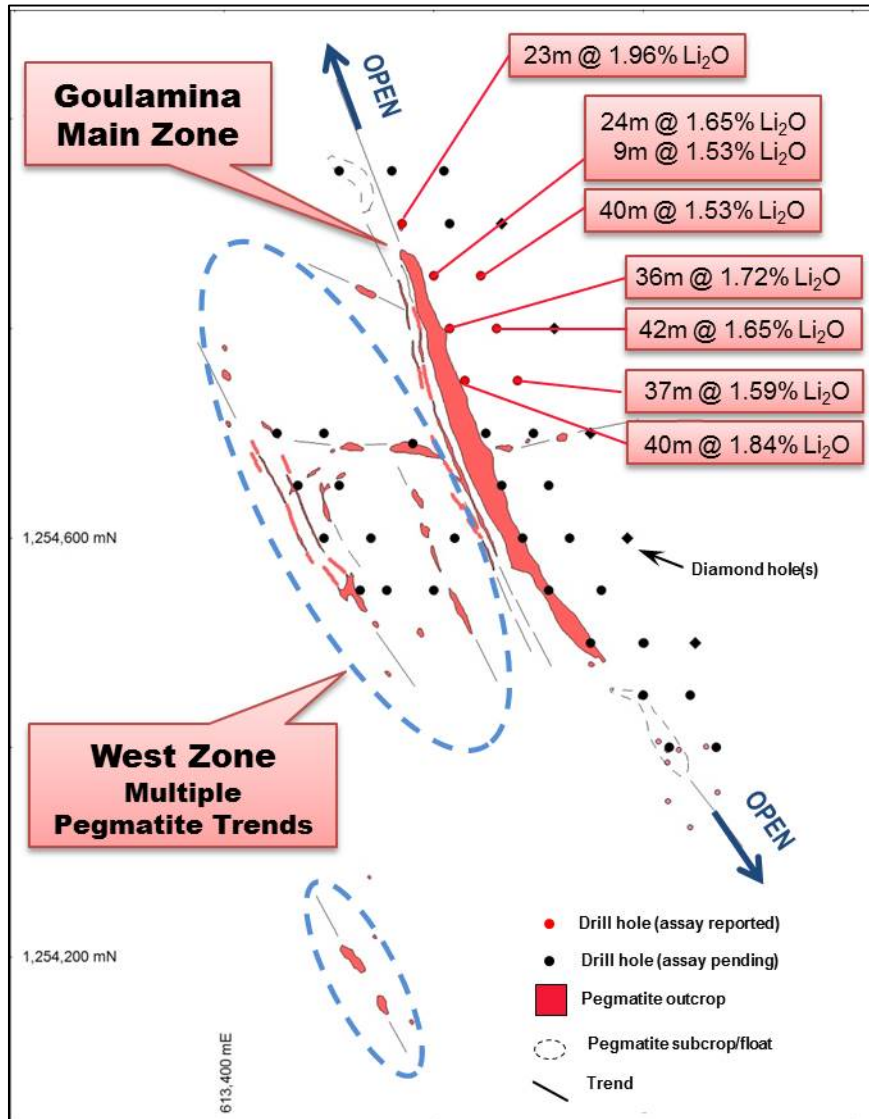 23m @ 1.96% Li₂O
OPEN
Goulamina
Main Zone
24m @ 1.65% Li₂O
9m @ 1.53% Li₂O
40m @ 1.53% Li₂O
36m @ 1.72% Li₂O
42m @ 1.65% Li₂O
37m @ 1.59% Li₂O
40m @ 1.84% Li₂O
1,254,600 mN
Diamond hole(s)
West Zone
Multiple
Pegmatite Trends
OPEN
Drill hole (assay reported)
Drill hole (assay pending)
Pegmatite outcrop
Pegmatite subcrop/float
Trend
1,254,200 mN
613,400 mE